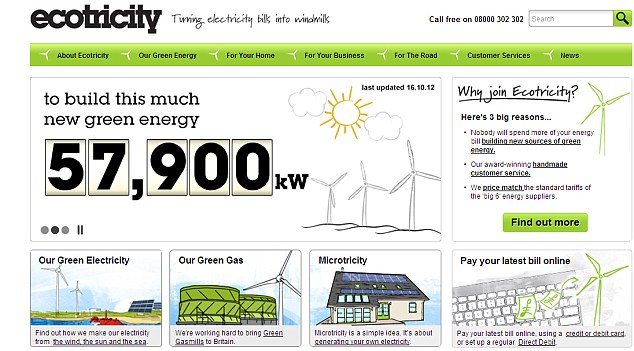 ecotricity
Turning electricity bills into windmills
Call free on 08000 302 302
Search
About Ecotricity
Our Green Energy
For Your Home
For Your Business
For The Road
Customer Services
News
last updated 16.10.12
to build this much
new green energy
57,900 kW
Why join Ecotricity?
Here's 3 big reasons...
Nobody will spend more of your energy
bill building new sources of green
energy.
Our award-winning handmade
customer service.
We price match the standard tariffs of
the 'big 6' energy suppliers.
Find out more
Our Green Electricity
Find out how we make our electricity
from the wind, the sun and the sea.
Our Green Gas
We're working hard to bring Green
Gasmills to Britain.
Microtricity
Microtricity is a simple idea. It's about
generating your own electricity.
Pay your latest bill online
Pay your latest bill online, using a credit or debit card,
or set up a regular Direct Debit.